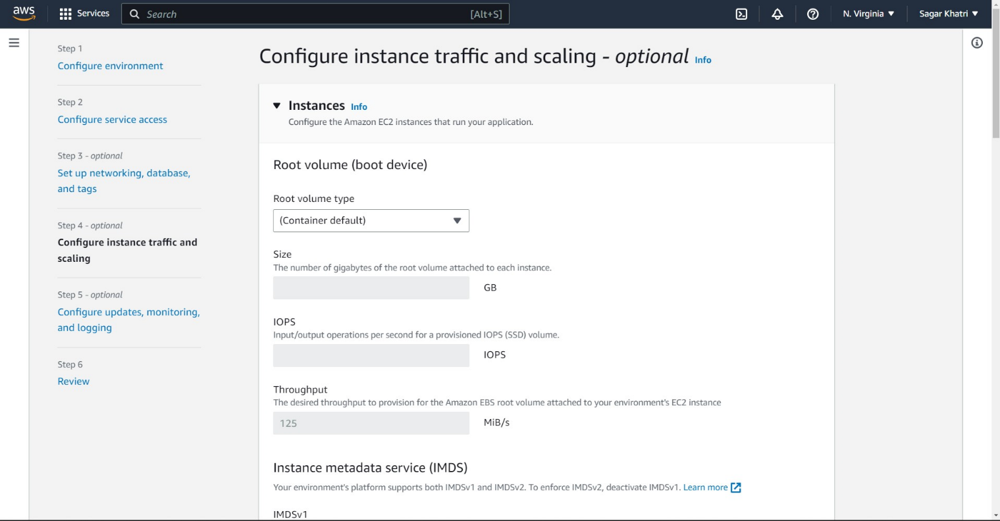 aws
Services
Search
[Alt+S]
N. Virginia
Sagar Khatri
Step 1
Configure environment
Step 2
Configure service access
Step 3 - optional
Set up networking, database,
and tags
Step 4 - optional
Configure instance traffic and
scaling
Step 5 - optional
Configure updates, monitoring,
and logging
Step 6
Review
Configure instance traffic and scaling - optional Info
Instances Info
Configure the Amazon EC2 instances that run your application.
Root volume (boot device)
Root volume type
(Container default)
Size
The number of gigabytes of the root volume attached to each instance.
GB
IOPS
Input/output operations per second for a provisioned IOPS (SSD) volume.
IOPS
Throughput
The desired throughput to provision for the Amazon EBS root volume attached to your environment's EC2 instance
125
MiB/s
Instance metadata service (IMDS)
Your environment's platform supports both IMDSv1 and IMDSv2. To enforce IMDSv2, deactivate IMDSv1. Learn more
IMDSv1